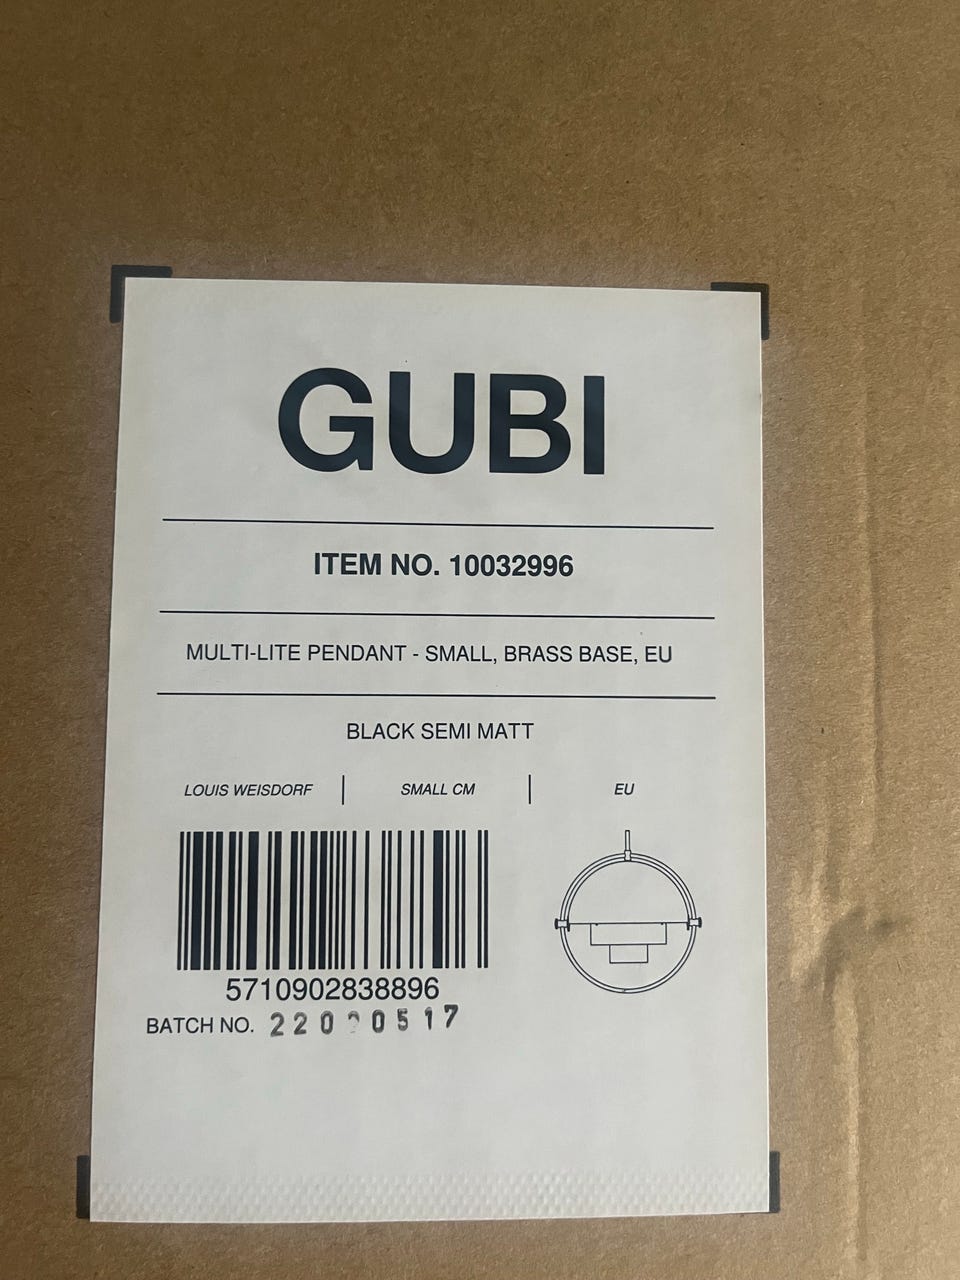 GUBI
ITEM NO. 10032996
MULTI-LITE PENDANT - SMALL, BRASS BASE, EU
BLACK SEMI MATT
LOUIS WEISDORF | SMALL CM | EU
5710902838896
BATCH NO.